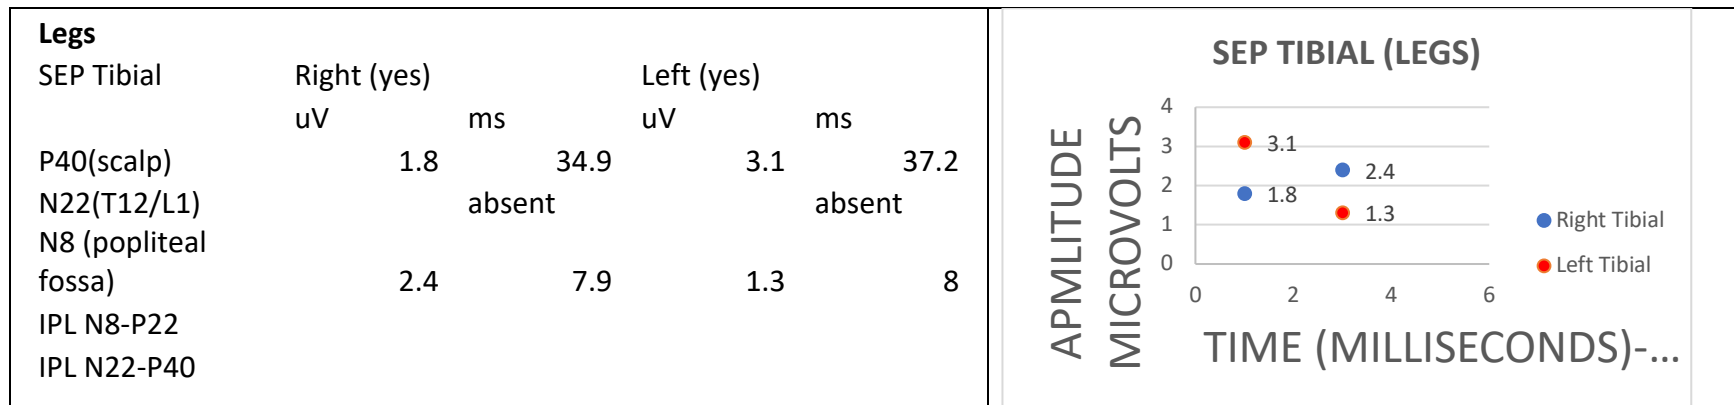 Legs
SEP Tibial Right (yes) Left (yes)
uV ms uV ms
P40(scalp) 1.8 34.9 3.1 37.2
N22(T12/L1) absent absent
N8 (popliteal
fossa) 2.4 7.9 1.3 8
IPL N8-P22
IPL N22-P40
SEP TIBIAL (LEGS)
APMLITUDE
MICROVOLTS
4
3
2
1
0
3.1
2.4
1.8
1.3
0 2 4 6
TIME (MILLISECONDS)-...
Right Tibial
Left Tibial